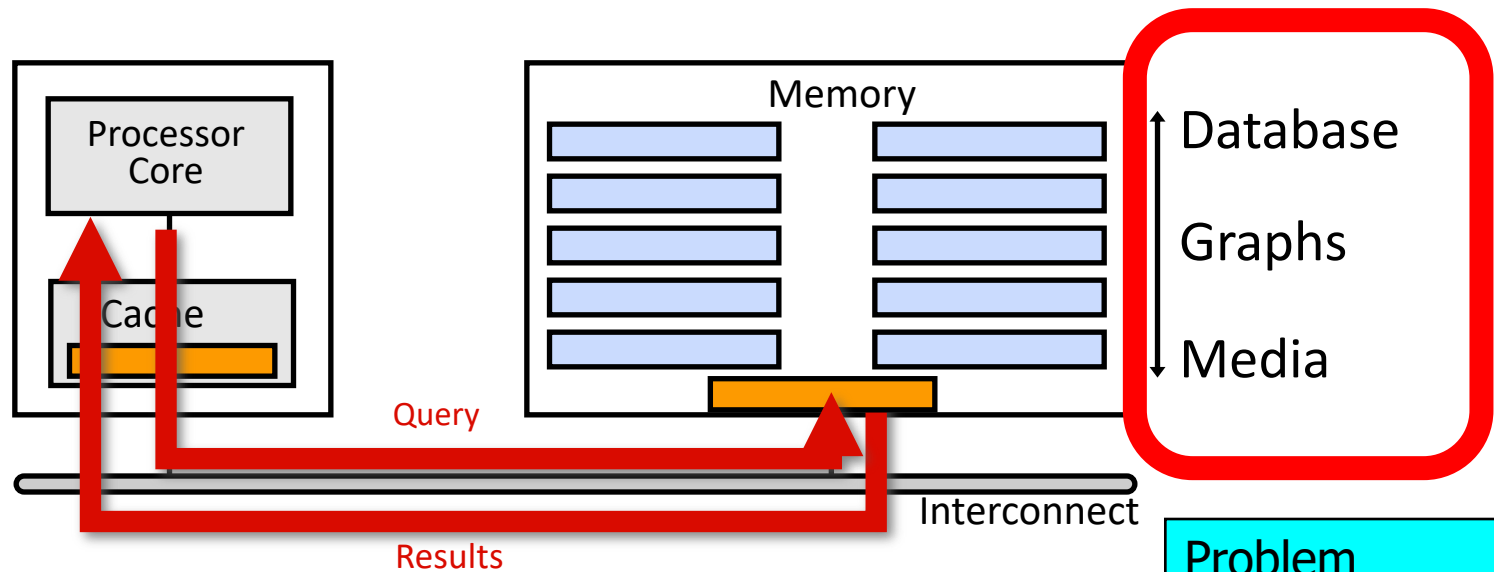 Processor
Core
Cache
Memory
Database
Graphs
Media
Query
Interconnect
Results
Problem